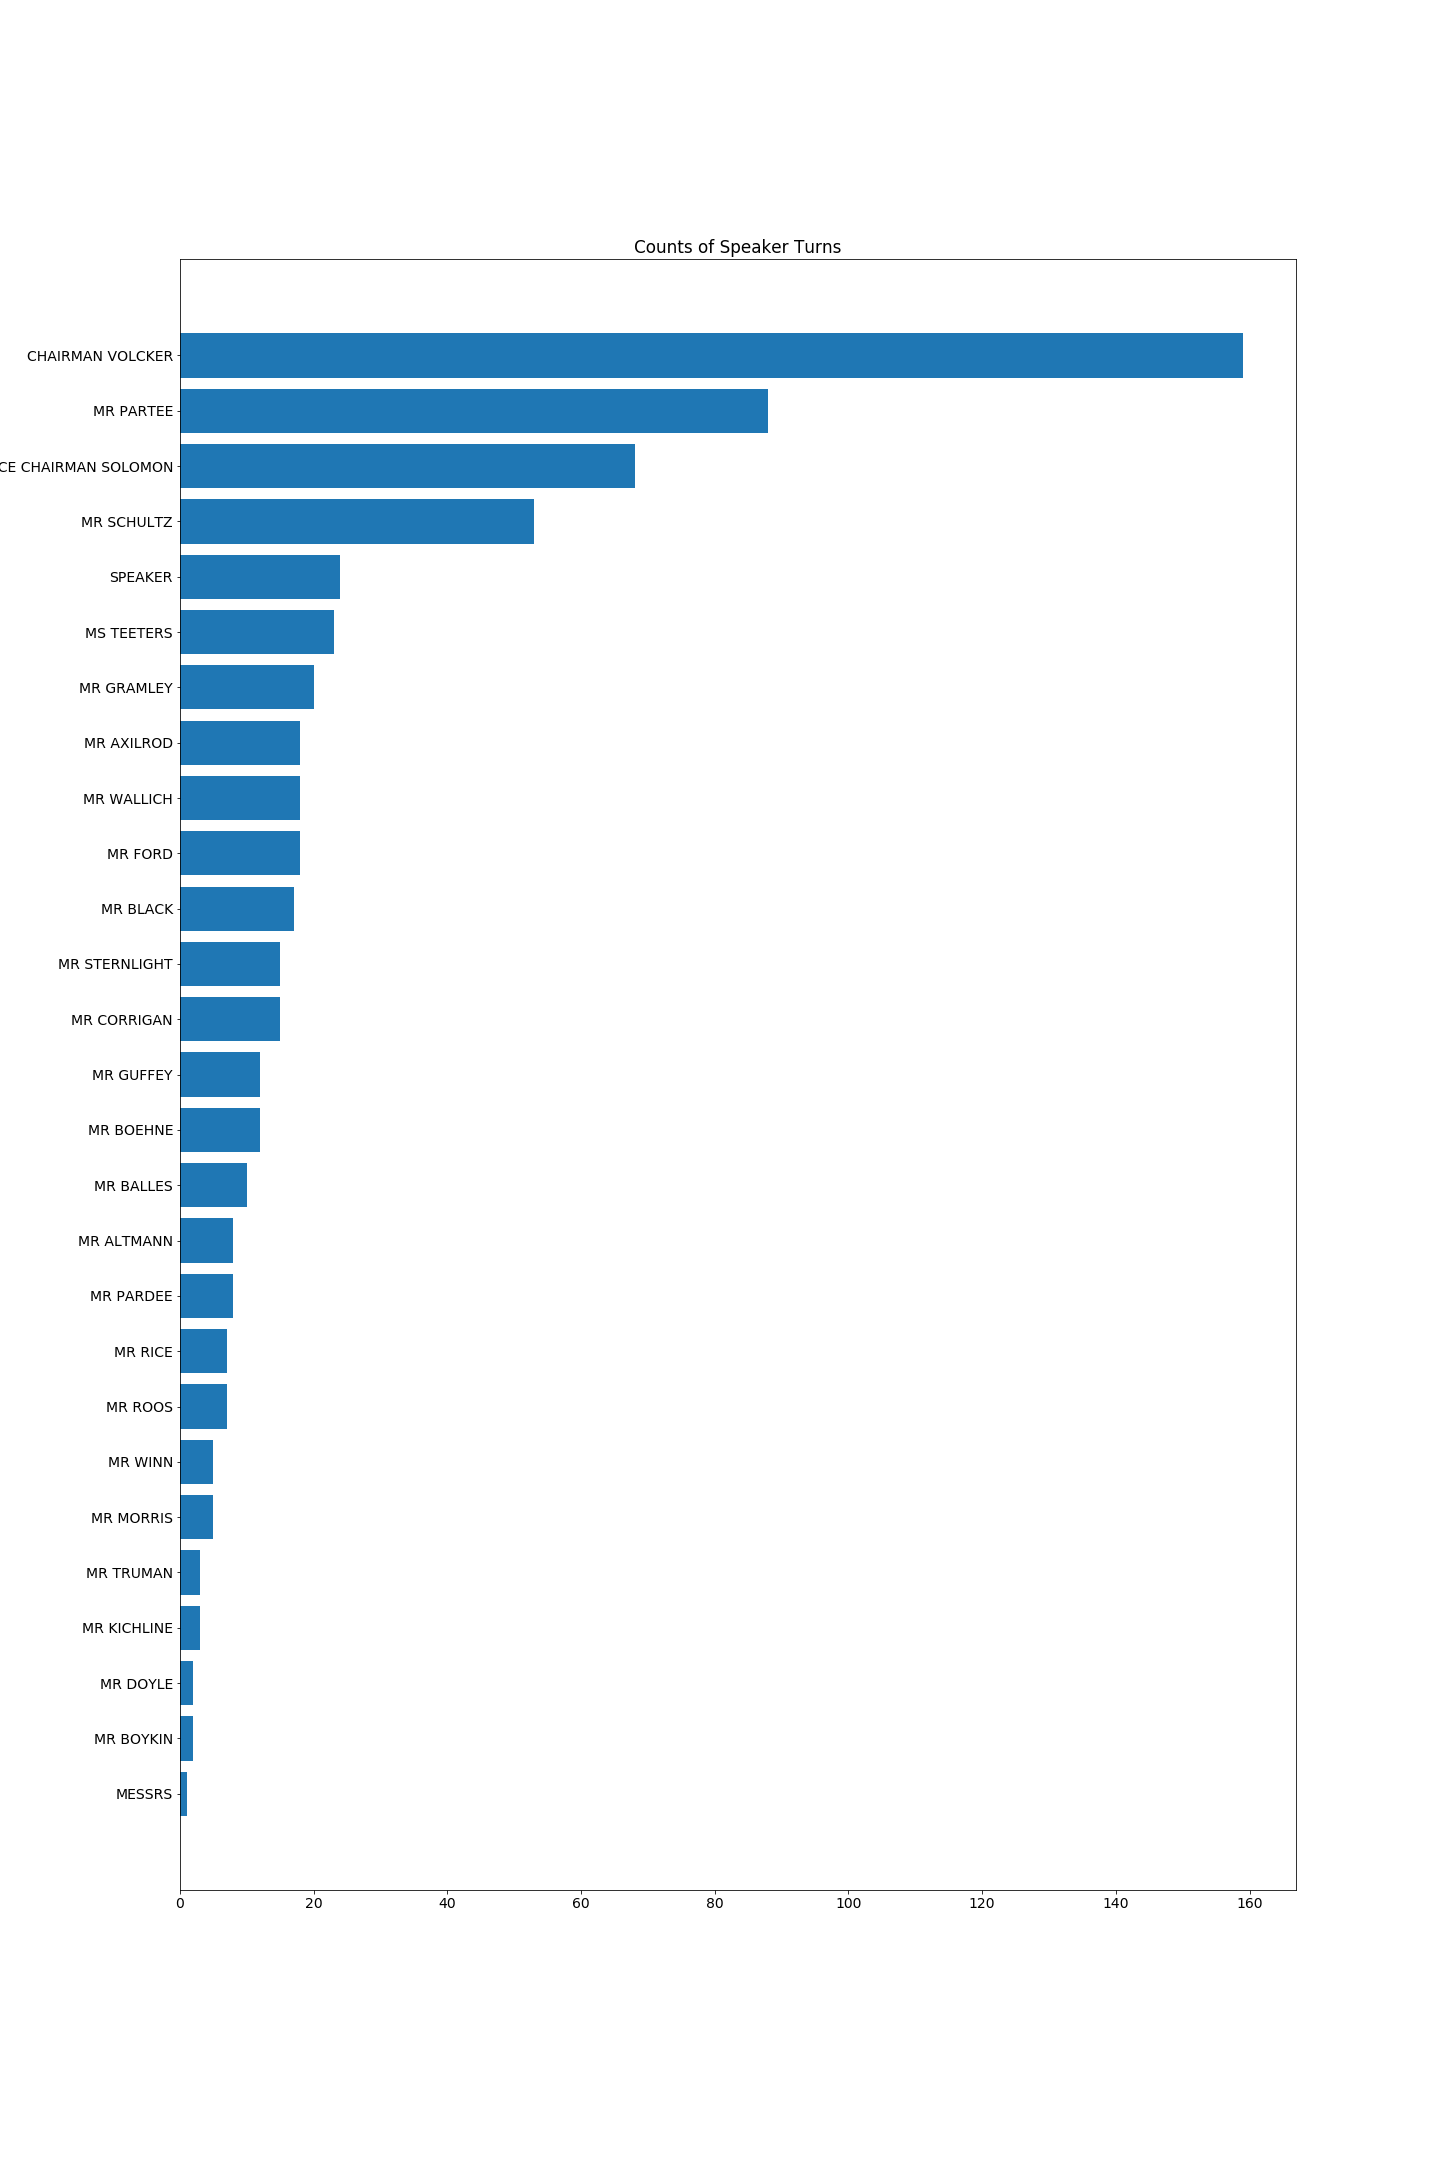 Counts of Speaker Turns
CHAIRMAN VOLCKER
MR PARTEE
CE CHAIRMAN SOLOMON
MR SCHULTZ
SPEAKER
MS TEETERS
MR GRAMLEY
MR AXILROD
MR WALLICH
MR FORD
MR BLACK
MR STERNLIGHT
MR CORRIGAN
MR GUFFEY
MR BOEHNE
MR BALLES
MR ALTMANN
MR PARDEE
MR RICE
MR ROOS
MR WINN
MR MORRIS
MR TRUMAN
MR KICHLINE
MR DOYLE
MR BOYKIN
MESSRS
0 20 40 60 80 100 120 140 160